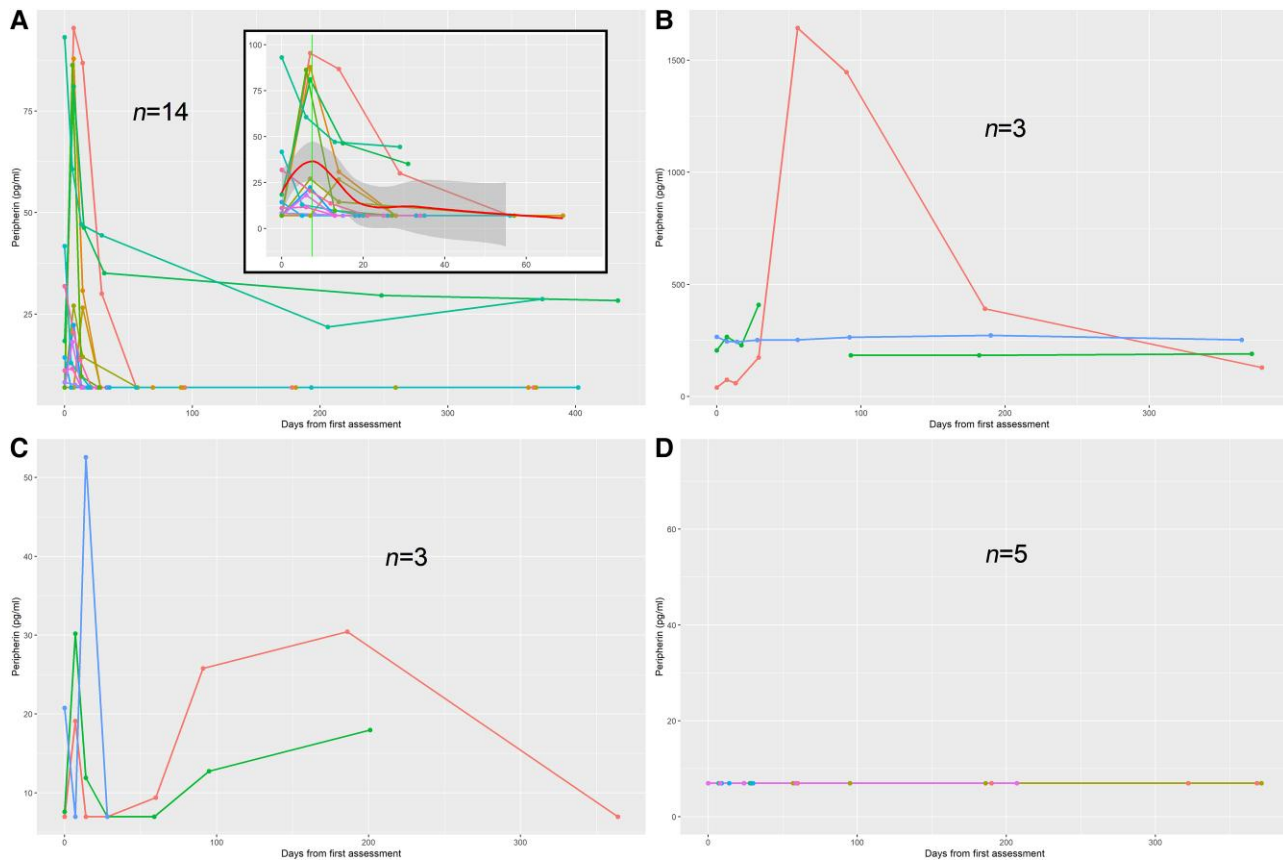 A
B
Peripherin (pg/ml)
75
50
25
0
100
200
300
400
Days from first assessment
n=14
100
75
50
25
0
0
20
40
60
Peripherin (pg/ml)
1500
1000
500
0
0
100
200
300
Days from first assessment
n=3
C
D
Peripherin (pg/ml)
50
40
30
20
10
0
100
200
300
Days from first assessment
n=3
Peripherin (pg/ml)
60
40
20
0
0
100
200
300
Days from first assessment
n=5